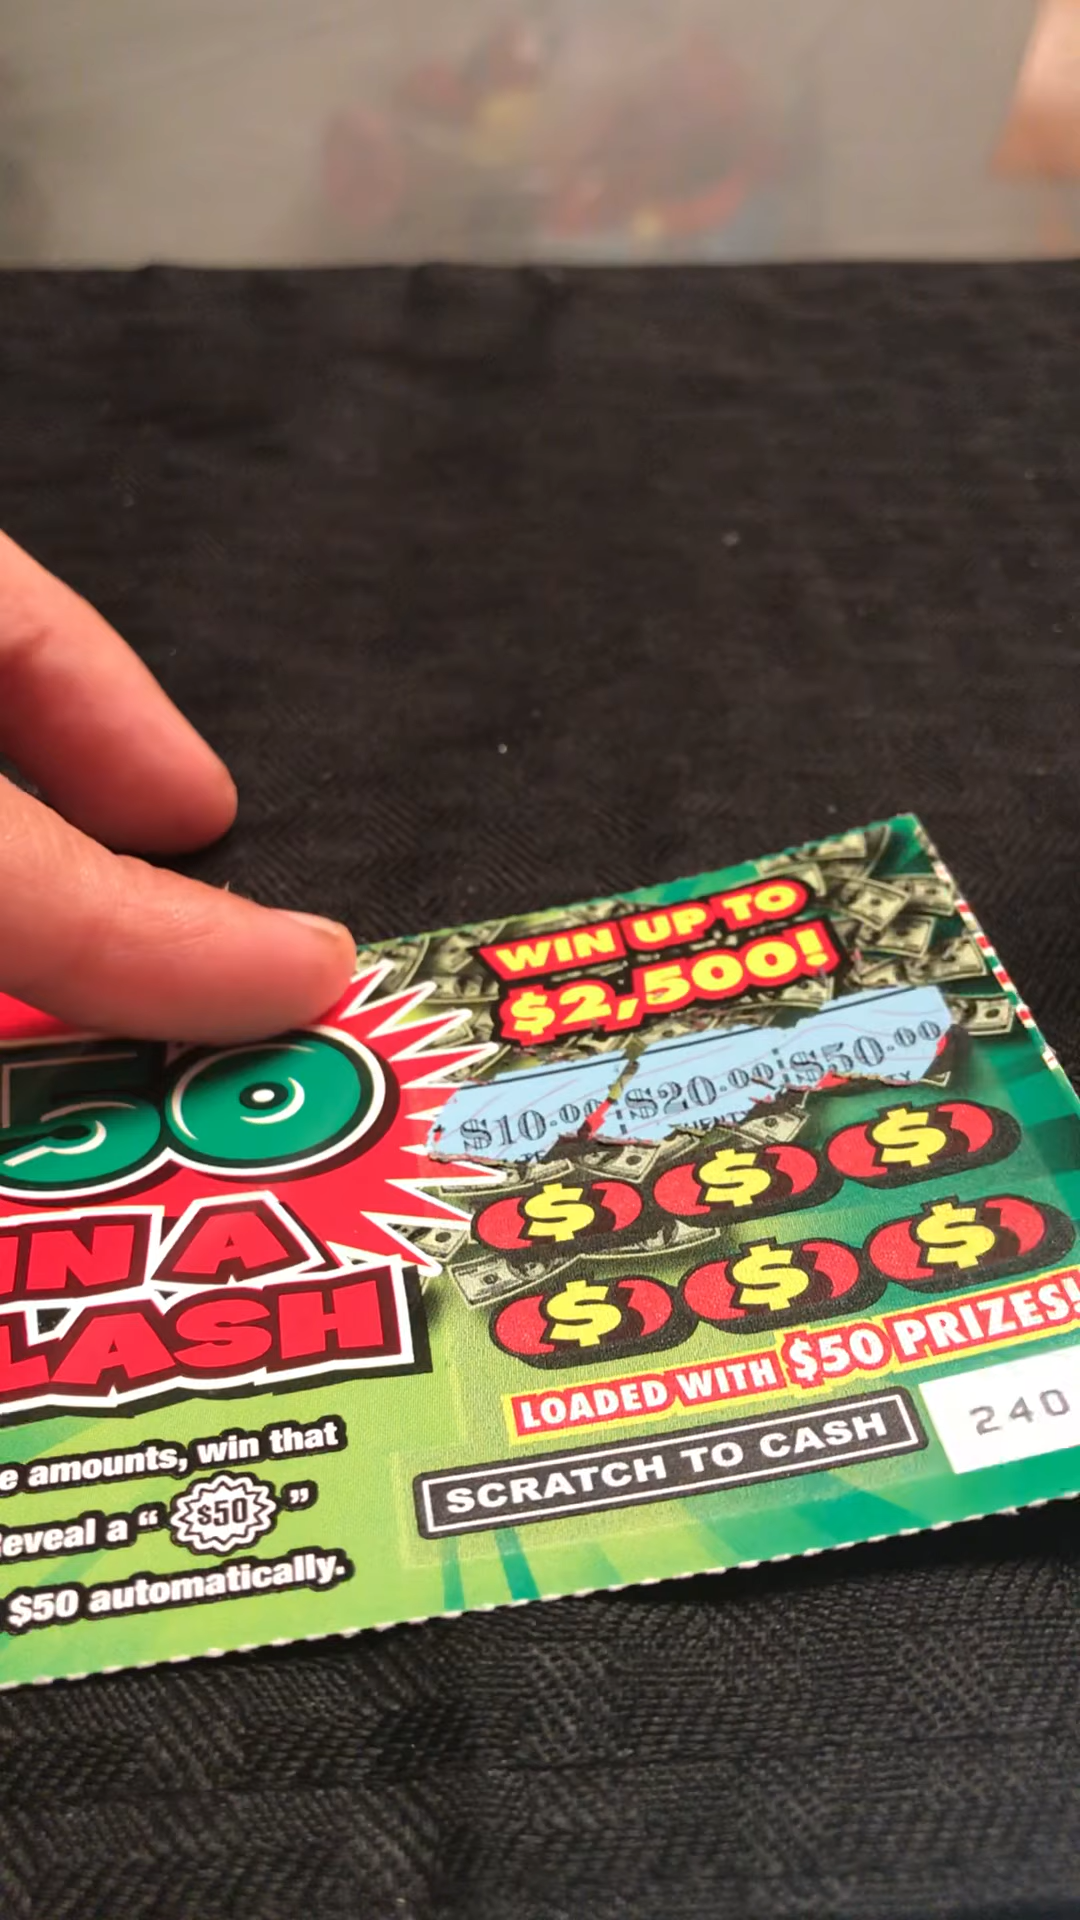 WIN UP TO
$2,500!
$10.00 $20.00 $50.00
50
IN A
LASH
$ $ $
$ $ $
LOADED WITH $50 PRIZES!
SCRATCH TO CASH
240
e amounts, win that
eveal a "$50"
$50 automatically.